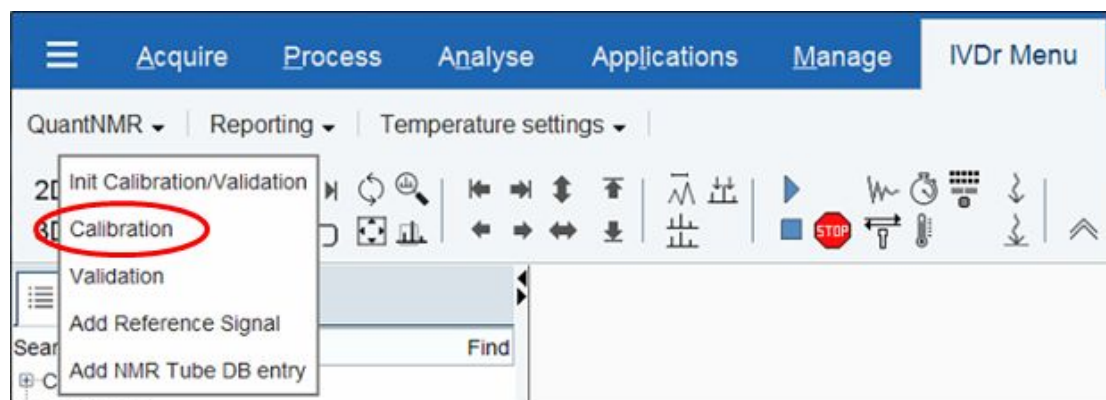 Acquire Process Analyse Applications Manage IVDr Menu
QuantNMR Reporting Temperature settings
Init Calibration/Validation
Calibration
STOP
Validation
Add Reference Signal
Find
Add NMR Tube DB entry